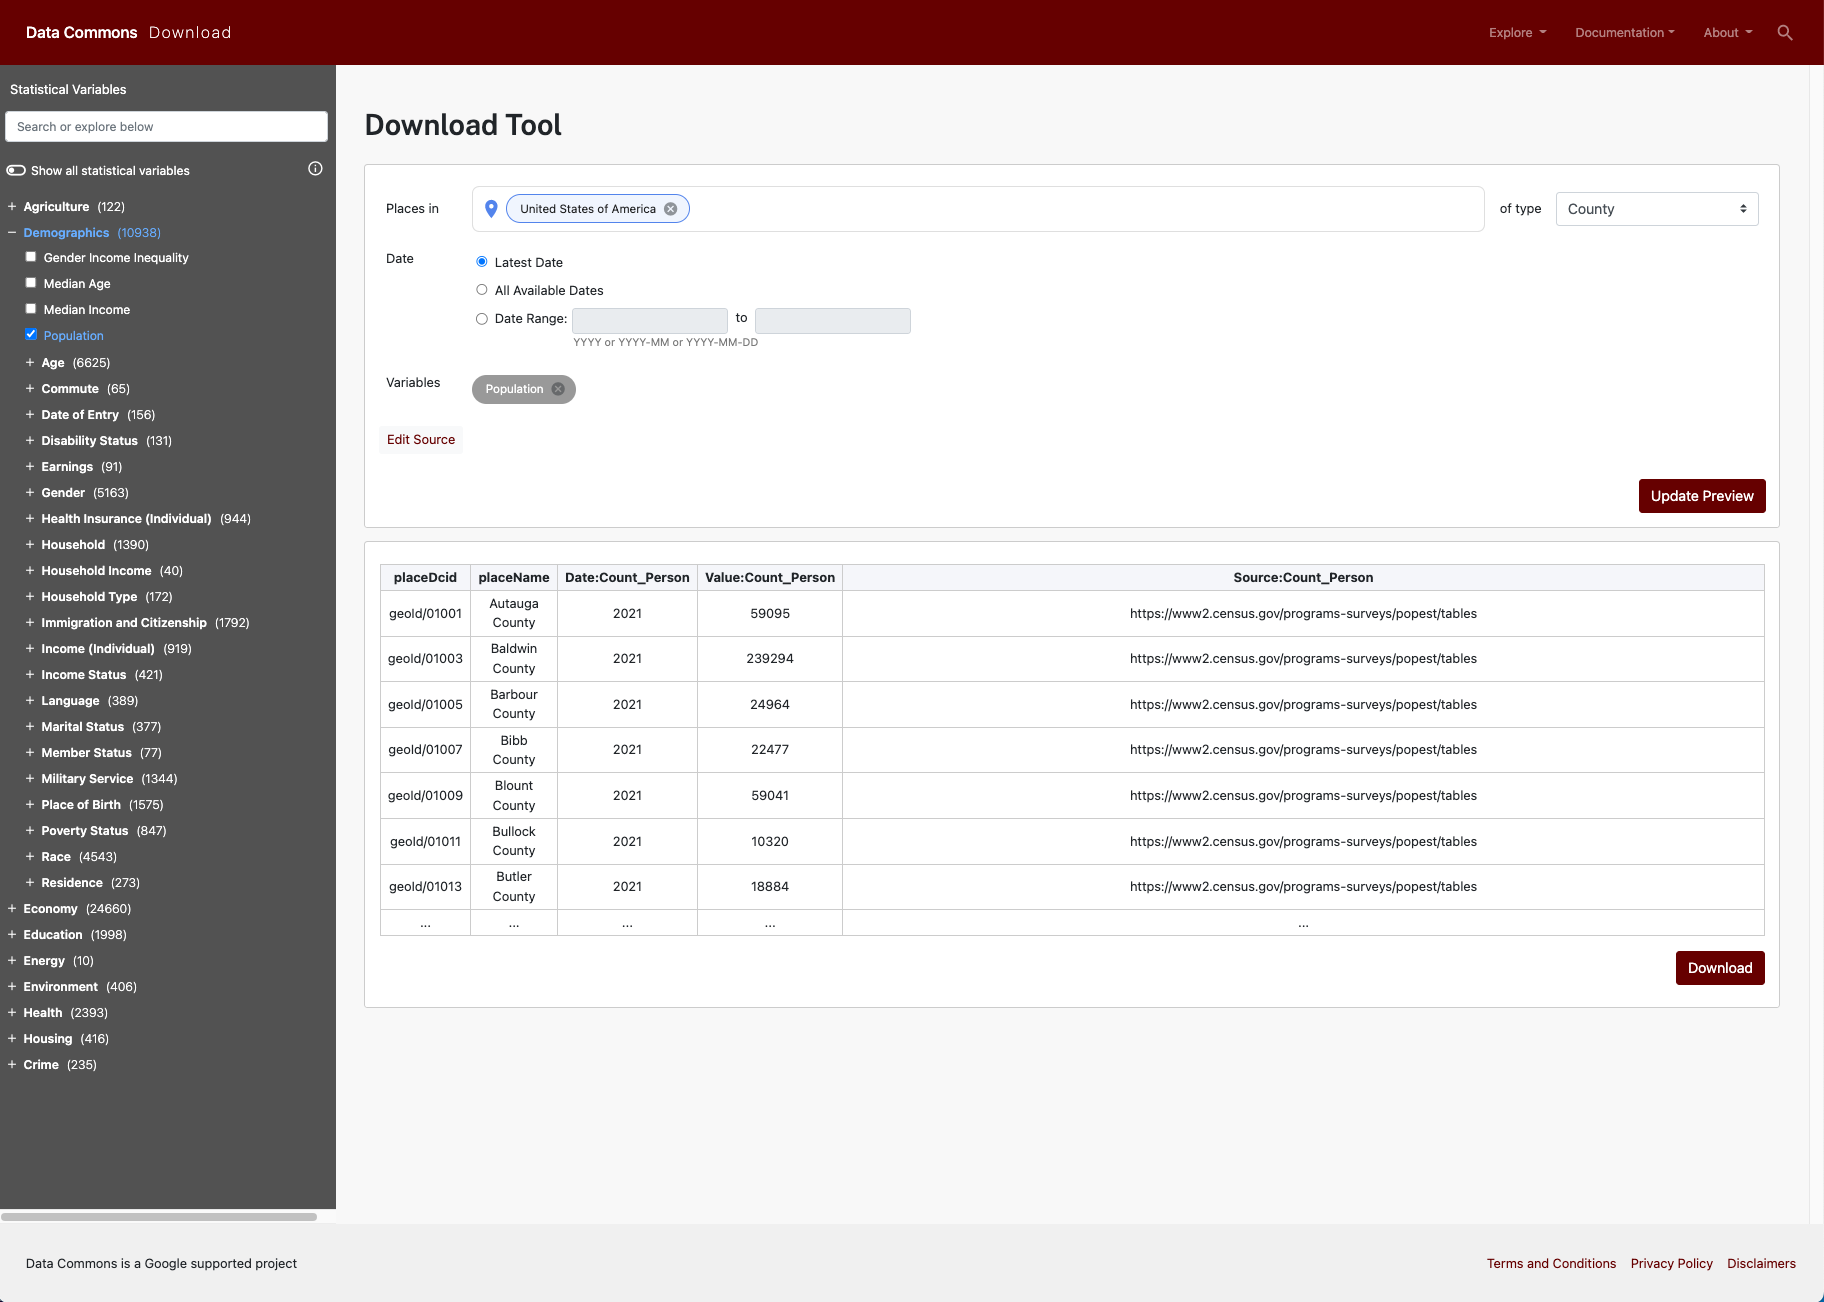 Data Commons Download
Explore
Documentation
About
Statistical Variables
Search or explore below
Show all statistical variables
+ Agriculture (122)
− Demographics (10938)
Gender Income Inequality
Median Age
Median Income
Population
+ Age (6625)
+ Commute (65)
+ Date of Entry (156)
+ Disability Status (131)
+ Earnings (91)
+ Gender (5163)
+ Health Insurance (Individual) (944)
+ Household (1390)
+ Household Income (40)
+ Household Type (172)
+ Immigration and Citizenship (1792)
+ Income (Individual) (919)
+ Income Status (421)
+ Language (389)
+ Marital Status (377)
+ Member Status (77)
+ Military Service (1344)
+ Place of Birth (1575)
+ Poverty Status (847)
+ Race (4543)
+ Residence (273)
+ Economy (24660)
+ Education (1998)
+ Energy (10)
+ Environment (406)
+ Health (2393)
+ Housing (416)
+ Crime (235)
Download Tool
Places in United States of America of type County
Date
Latest Date
All Available Dates
Date Range: to
YYYY or YYYY-MM or YYYY-MM-DD
Variables Population
Edit Source
Update Preview
placeDcid placeName Date:Count_Person Value:Count_Person Source:Count_Person
geoId/01001 Autauga County 2021 59095 https://www2.census.gov/programs-surveys/popest/tables
geoId/01003 Baldwin County 2021 239294 https://www2.census.gov/programs-surveys/popest/tables
geoId/01005 Barbour County 2021 24964 https://www2.census.gov/programs-surveys/popest/tables
geoId/01007 Bibb County 2021 22477 https://www2.census.gov/programs-surveys/popest/tables
geoId/01009 Blount County 2021 59041 https://www2.census.gov/programs-surveys/popest/tables
geoId/01011 Bullock County 2021 10320 https://www2.census.gov/programs-surveys/popest/tables
geoId/01013 Butler County 2021 18884 https://www2.census.gov/programs-surveys/popest/tables
... ... ... ... ...
Download
Data Commons is a Google supported project
Terms and Conditions Privacy Policy Disclaimers